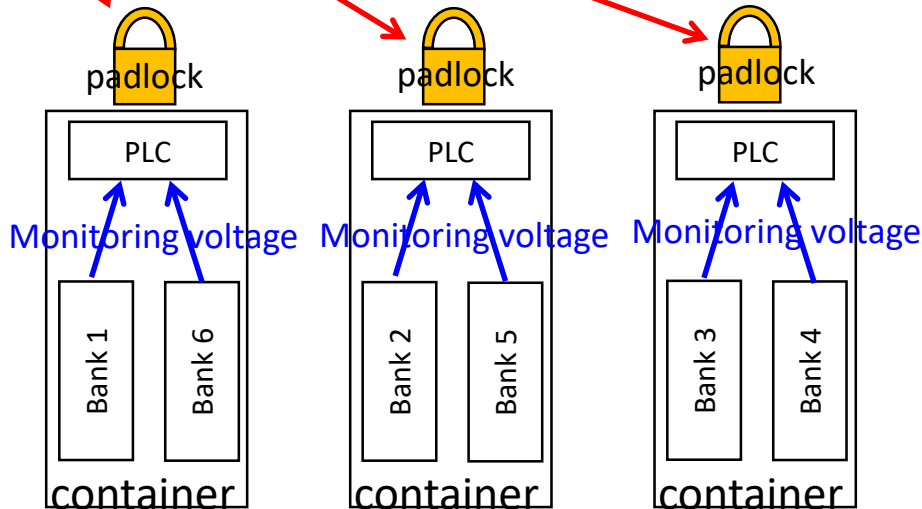 padlock padlock padlock
PLC PLC PLC
Monitoring voltage Monitoring voltage Monitoring voltage
Bank 1 Bank 6 Bank 2 Bank 5 Bank 3 Bank 4
container container container